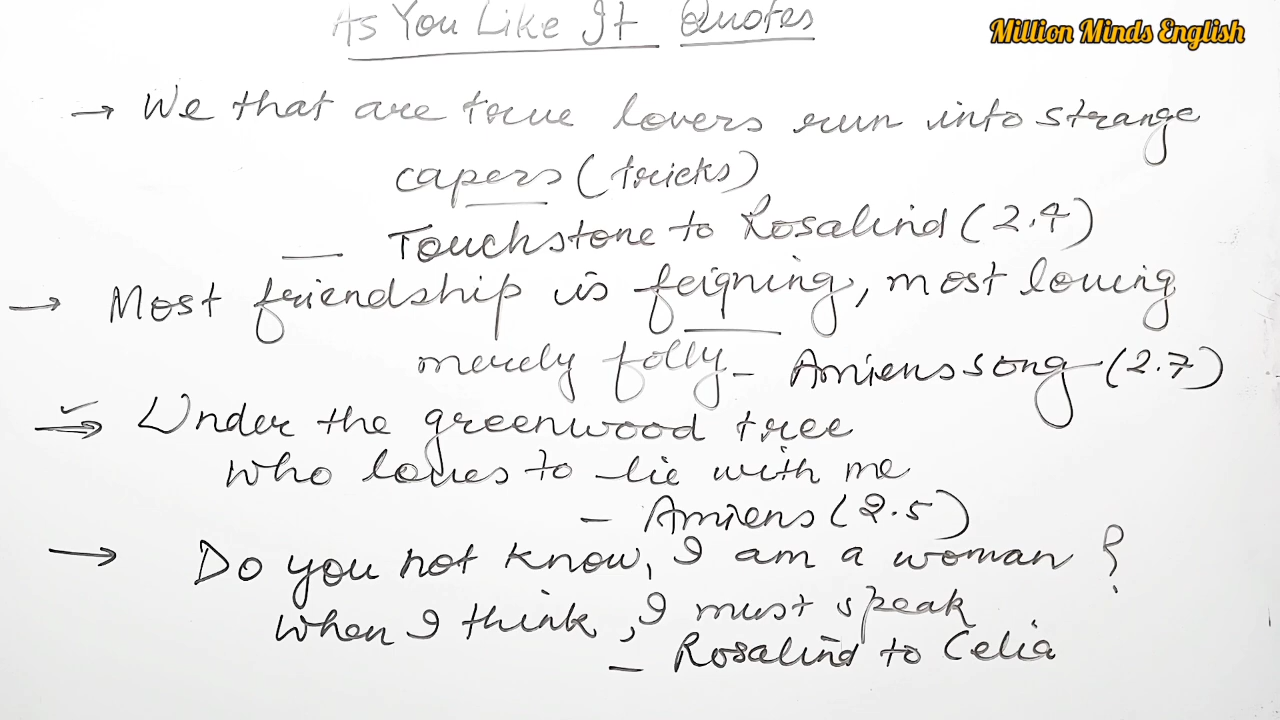 As You Like It Quotes
Million Minds English
→ We that are true lovers run into strange
capers (tricks)
— Touchstone to Rosalind (2.4)
→ Most friendship is feigning, most loving
merely folly – Amiens song (2.7)
→ Under the greenwood tree
who loves to lie with me
– Amiens (2.5)
→ Do you not know, I am a woman ?
when I think, I must speak
– Rosalind to Celia